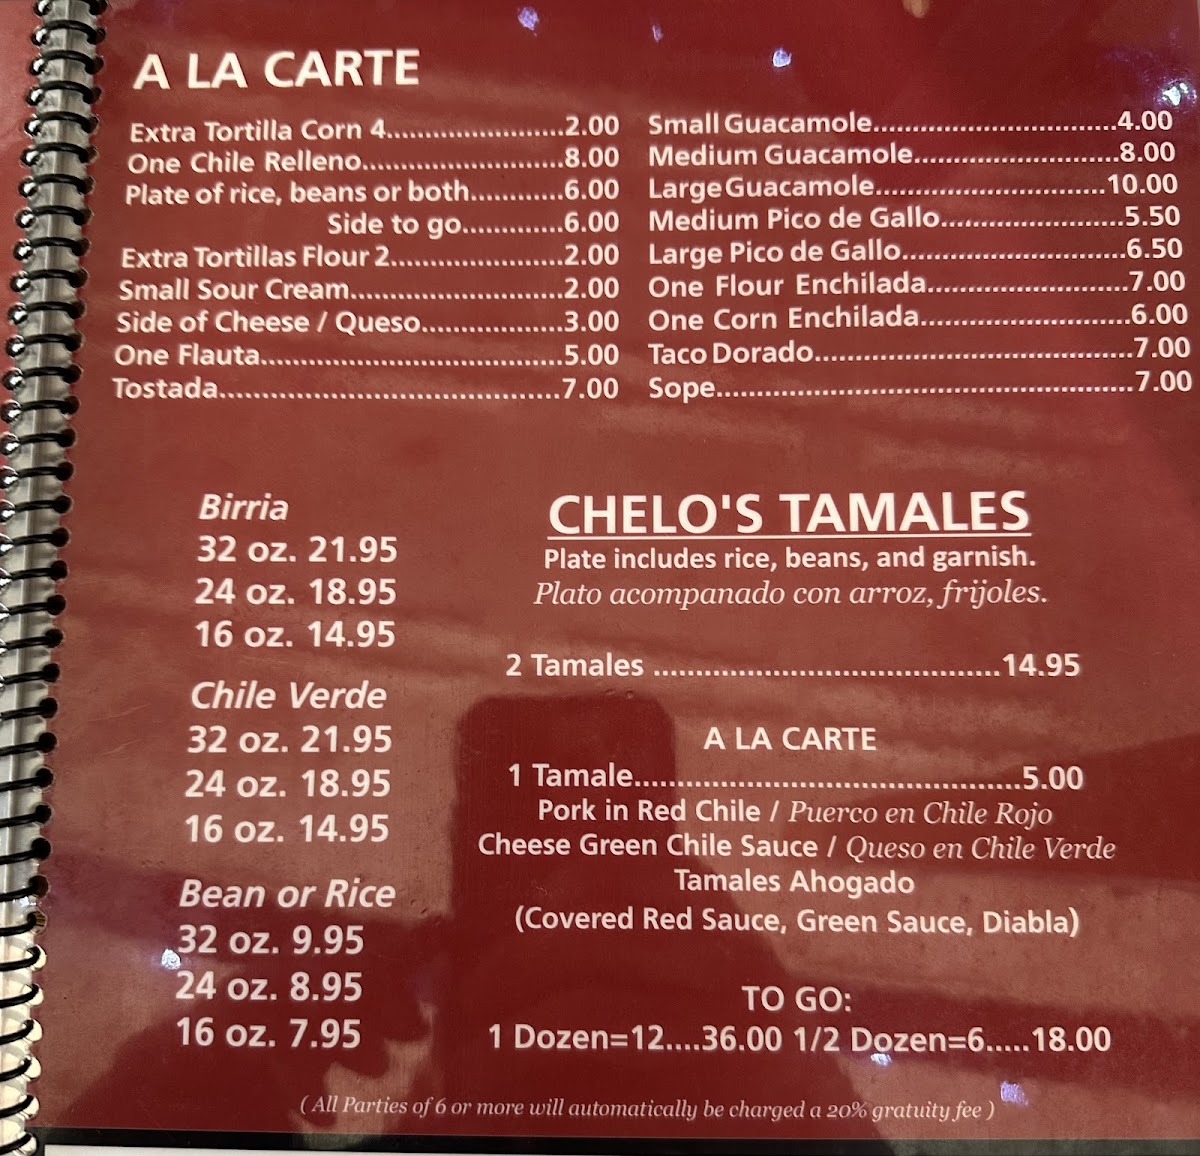 A LA CARTE
Extra Tortilla Corn 4......................2.00
One Chile Relleno.........................8.00
Plate of rice, beans or both............6.00
Side to go.............6.00
Extra Tortillas Flour 2.....................2.00
Small Sour Cream..........................2.00
Side of Cheese / Queso..................3.00
One Flauta.....................................5.00
Tostada.........................................7.00
Small Guacamole..............................4.00
Medium Guacamole.........................8.00
Large Guacamole............................10.00
Medium Pico de Gallo......................5.50
Large Pico de Gallo...........................6.50
One Flour Enchilada........................7.00
One Corn Enchilada.........................6.00
Taco Dorado.......................................7.00
Sope..................................................7.00
Birria
32 oz. 21.95
24 oz. 18.95
16 oz. 14.95
Chile Verde
32 oz. 21.95
24 oz. 18.95
16 oz. 14.95
Bean or Rice
32 oz. 9.95
24 oz. 8.95
16 oz. 7.95
CHELO'S TAMALES
Plate includes rice, beans, and garnish.
Plato acompanado con arroz, frijoles.
2 Tamales .....................................14.95
A LA CARTE
1 Tamale.........................................5.00
Pork in Red Chile / Puerco en Chile Rojo
Cheese Green Chile Sauce / Queso en Chile Verde
Tamales Ahogado
(Covered Red Sauce, Green Sauce, Diabla)
TO GO:
1 Dozen=12....36.00 1/2 Dozen=6.....18.00
( All Parties of 6 or more will automatically be charged a 20% gratuity fee )